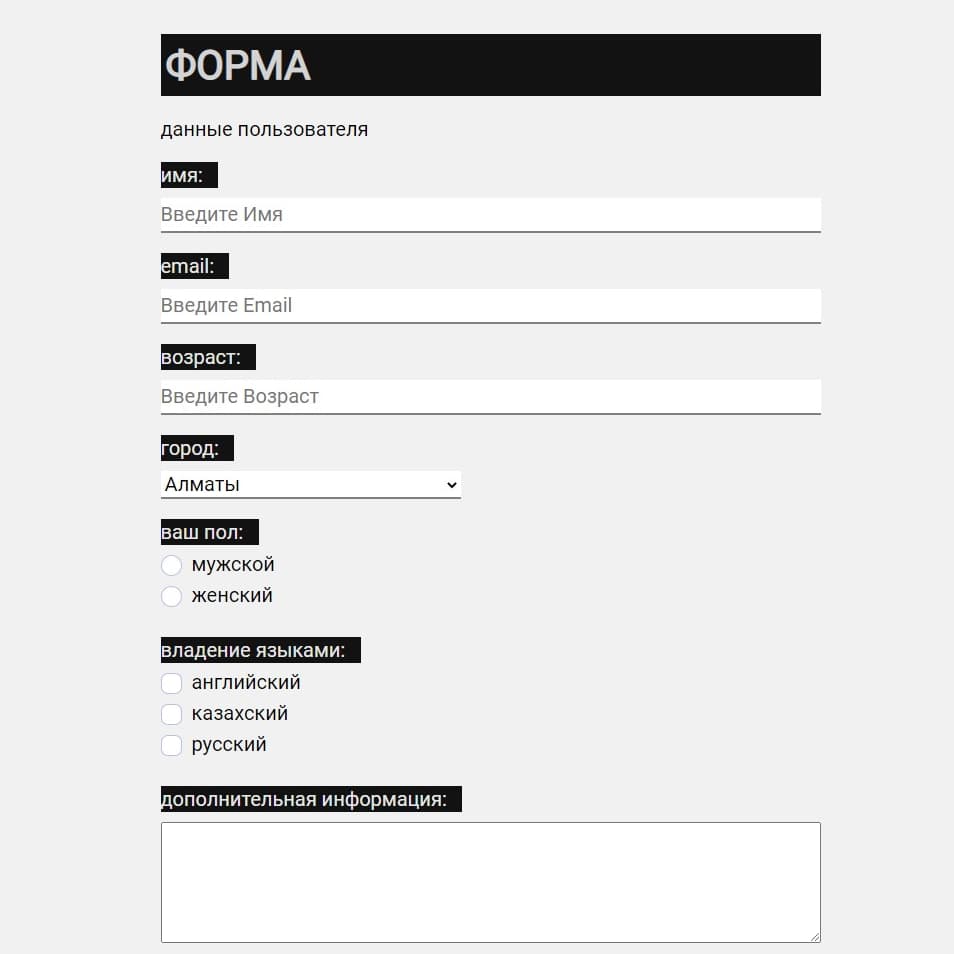 ФОРМА
данные пользователя
имя:
Введите Имя
email:
Введите Email
возраст:
Введите Возраст
город:
Алматы
ваш пол:
мужской
женский
владение языками:
английский
казахский
русский
дополнительная информация: